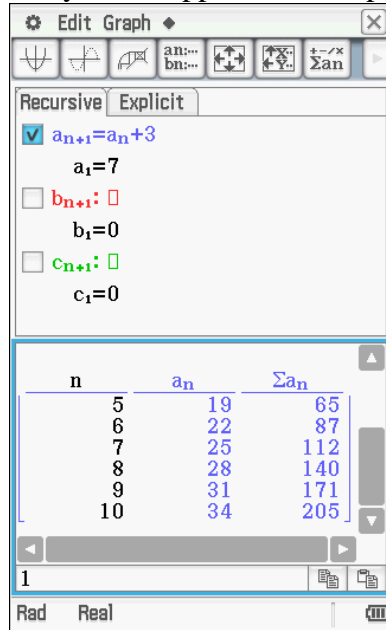 Edit Graph
an:...
bn:...
Σan
Recursive Explicit
aₙ₊₁=aₙ+3
a₁=7
bₙ₊₁:
b₁=0
cₙ₊₁:
c₁=0
n aₙ Σaₙ
5 19 65
6 22 87
7 25 112
8 28 140
9 31 171
10 34 205
1
Rad Real